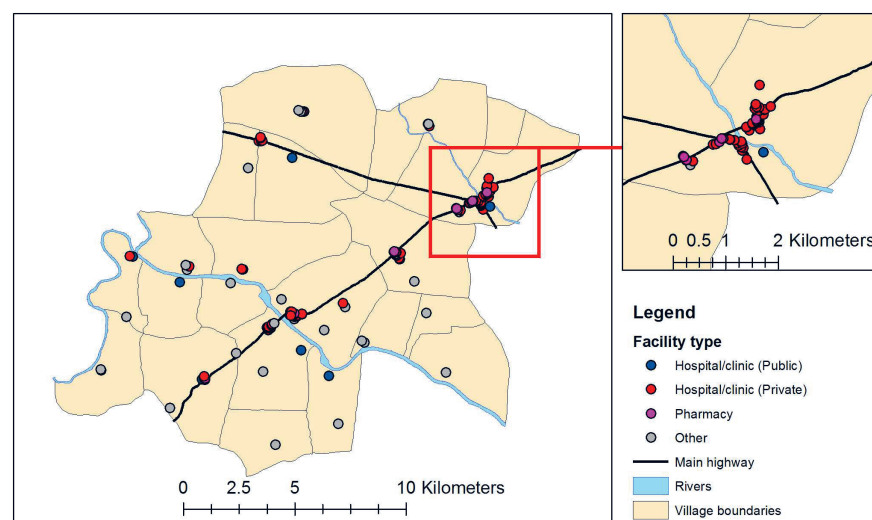 0 0.5 1 2 Kilometers
Legend
Facility type
Hospital/clinic (Public)
Hospital/clinic (Private)
Pharmacy
Other
Main highway
Rivers
Village boundaries
0 2.5 5 10 Kilometers